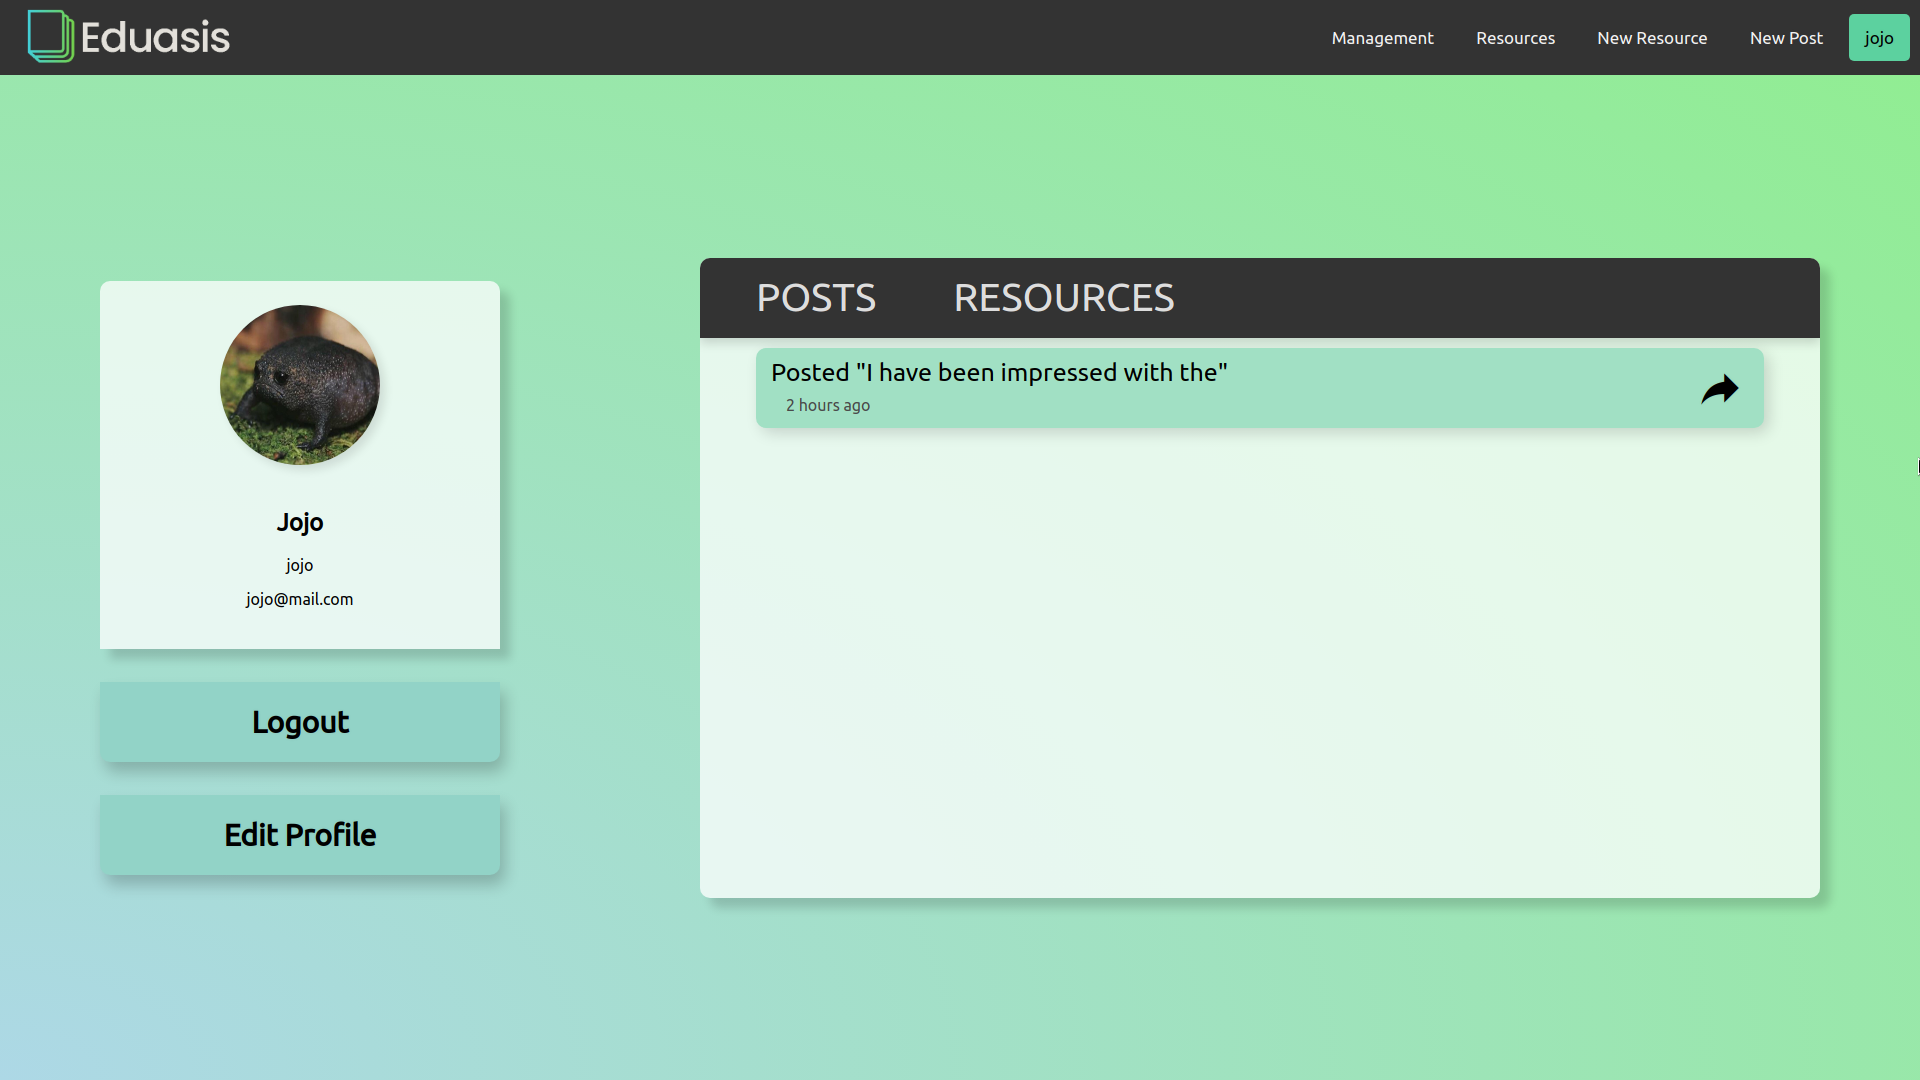 Eduasis
Management
Resources
New Resource
New Post
jojo
Jojo
jojo
jojo@mail.com
Logout
Edit Profile
POSTS
RESOURCES
Posted "I have been impressed with the"
2 hours ago